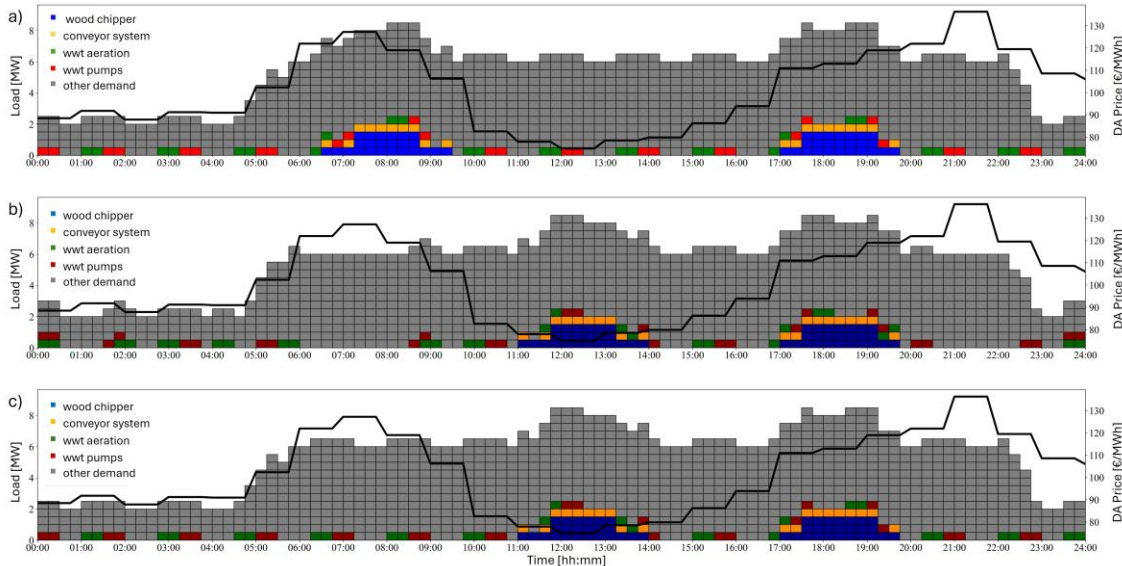 a)
Load [MW]
8
6
4
2
0
wood chipper
conveyor system
wwt aeration
wwt pumps
other demand
130
120
110
100
90
80
DA Price [€/MWh]
00:00 01:00 02:00 03:00 04:00 05:00 06:00 07:00 08:00 09:00 10:00 11:00 12:00 13:00 14:00 15:00 16:00 17:00 18:00 19:00 20:00 21:00 22:00 23:00 24:00
b)
Load [MW]
8
6
4
2
0
wood chipper
conveyor system
wwt aeration
wwt pumps
other demand
130
120
110
100
90
80
DA Price [€/MWh]
00:00 01:00 02:00 03:00 04:00 05:00 06:00 07:00 08:00 09:00 10:00 11:00 12:00 13:00 14:00 15:00 16:00 17:00 18:00 19:00 20:00 21:00 22:00 23:00 24:00
c)
Load [MW]
8
6
4
2
0
wood chipper
conveyor system
wwt aeration
wwt pumps
other demand
130
120
110
100
90
80
DA Price [€/MWh]
00:00 01:00 02:00 03:00 04:00 05:00 06:00 07:00 08:00 09:00 10:00 11:00 12:00 13:00 14:00 15:00 16:00 17:00 18:00 19:00 20:00 21:00 22:00 23:00 24:00
Time [hh:mm]